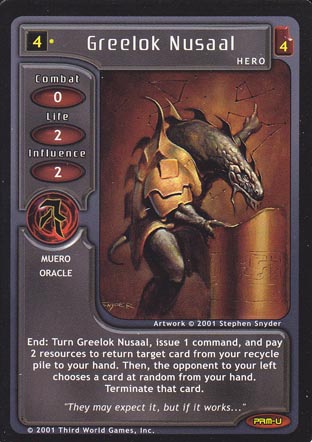 4
Greelok Nusaal
4
HERO
Combat
0
Life
2
Influence
2
MUERO
ORACLE
SNYDER
Artwork © 2001 Stephen Snyder
End: Turn Greelok Nusaal, issue 1 command, and pay
2 resources to return target card from your recycle
pile to your hand. Then, the opponent to your left
chooses a card at random from your hand.
Terminate that card.
"They may expect it, but if it works..."
© 2001 Third World Games, Inc.
PRM-U